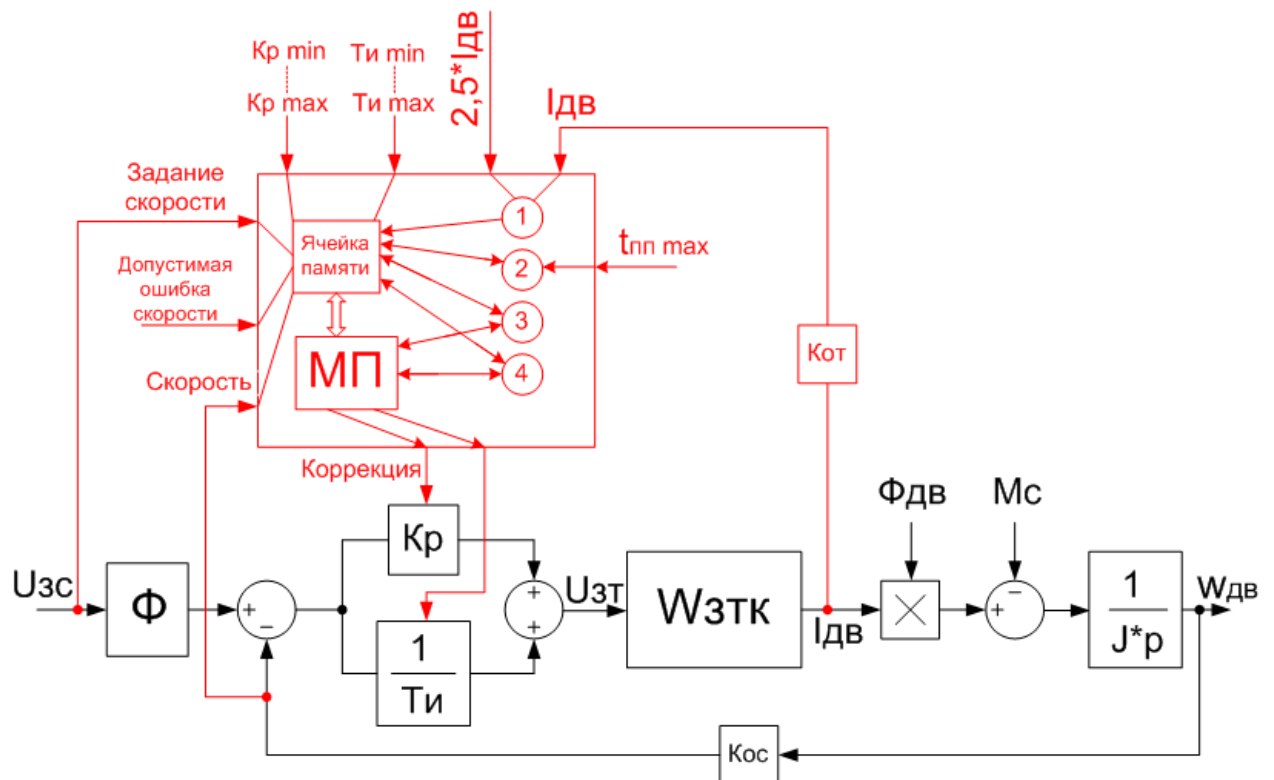 Кр min
Кр max
Ти min
Ти max
2,5*Iдв
Iдв
Задание
скорости
Ячейка
памяти
1
2
3
4
tпп max
Допустимая
ошибка
скорости
МП
Кот
Скорость
Коррекция
Фдв
Мс
Кр
Uзс
Ф
+
−
+
+
Uзт
Wзтк
Iдв
+
−
1
J*p
wдв
1
Ти
Кос